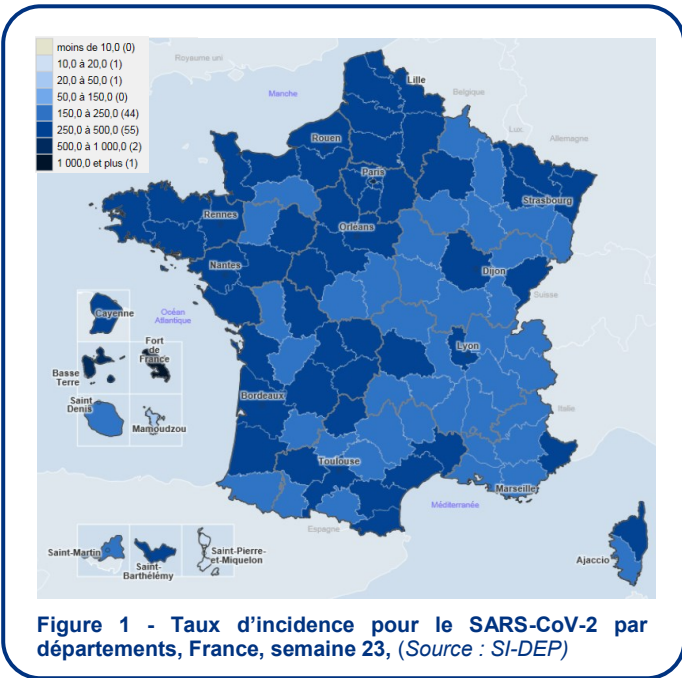 moins de 10,0 (0)
10,0 à 20,0 (1)
20,0 à 50,0 (1)
50,0 à 150,0 (0)
150,0 à 250,0 (44)
250,0 à 500,0 (55)
500,0 à 1 000,0 (2)
1 000,0 et plus (1)
Royaume uni
Manche
Lille
Belgique
Lux.
Allemagne
Rouen
Paris
Strasbourg
Rennes
Orleans
Nantes
Dijon
Suisse
Océan
Atlantique
Cayenne
Fort
de
France
Basse
Terre
Saint
Denis
Mamoudzou
Lyon
Bordeaux
Italie
Toulouse
Marseille
Méditerranée
Espagne
Saint-Martin
Saint-
Barthélémy
Saint-Pierre-
et-Miquelon
Ajaccio
Figure 1 - Taux d'incidence pour le SARS-CoV-2 par
départements, France, semaine 23, (Source : SI-DEP)